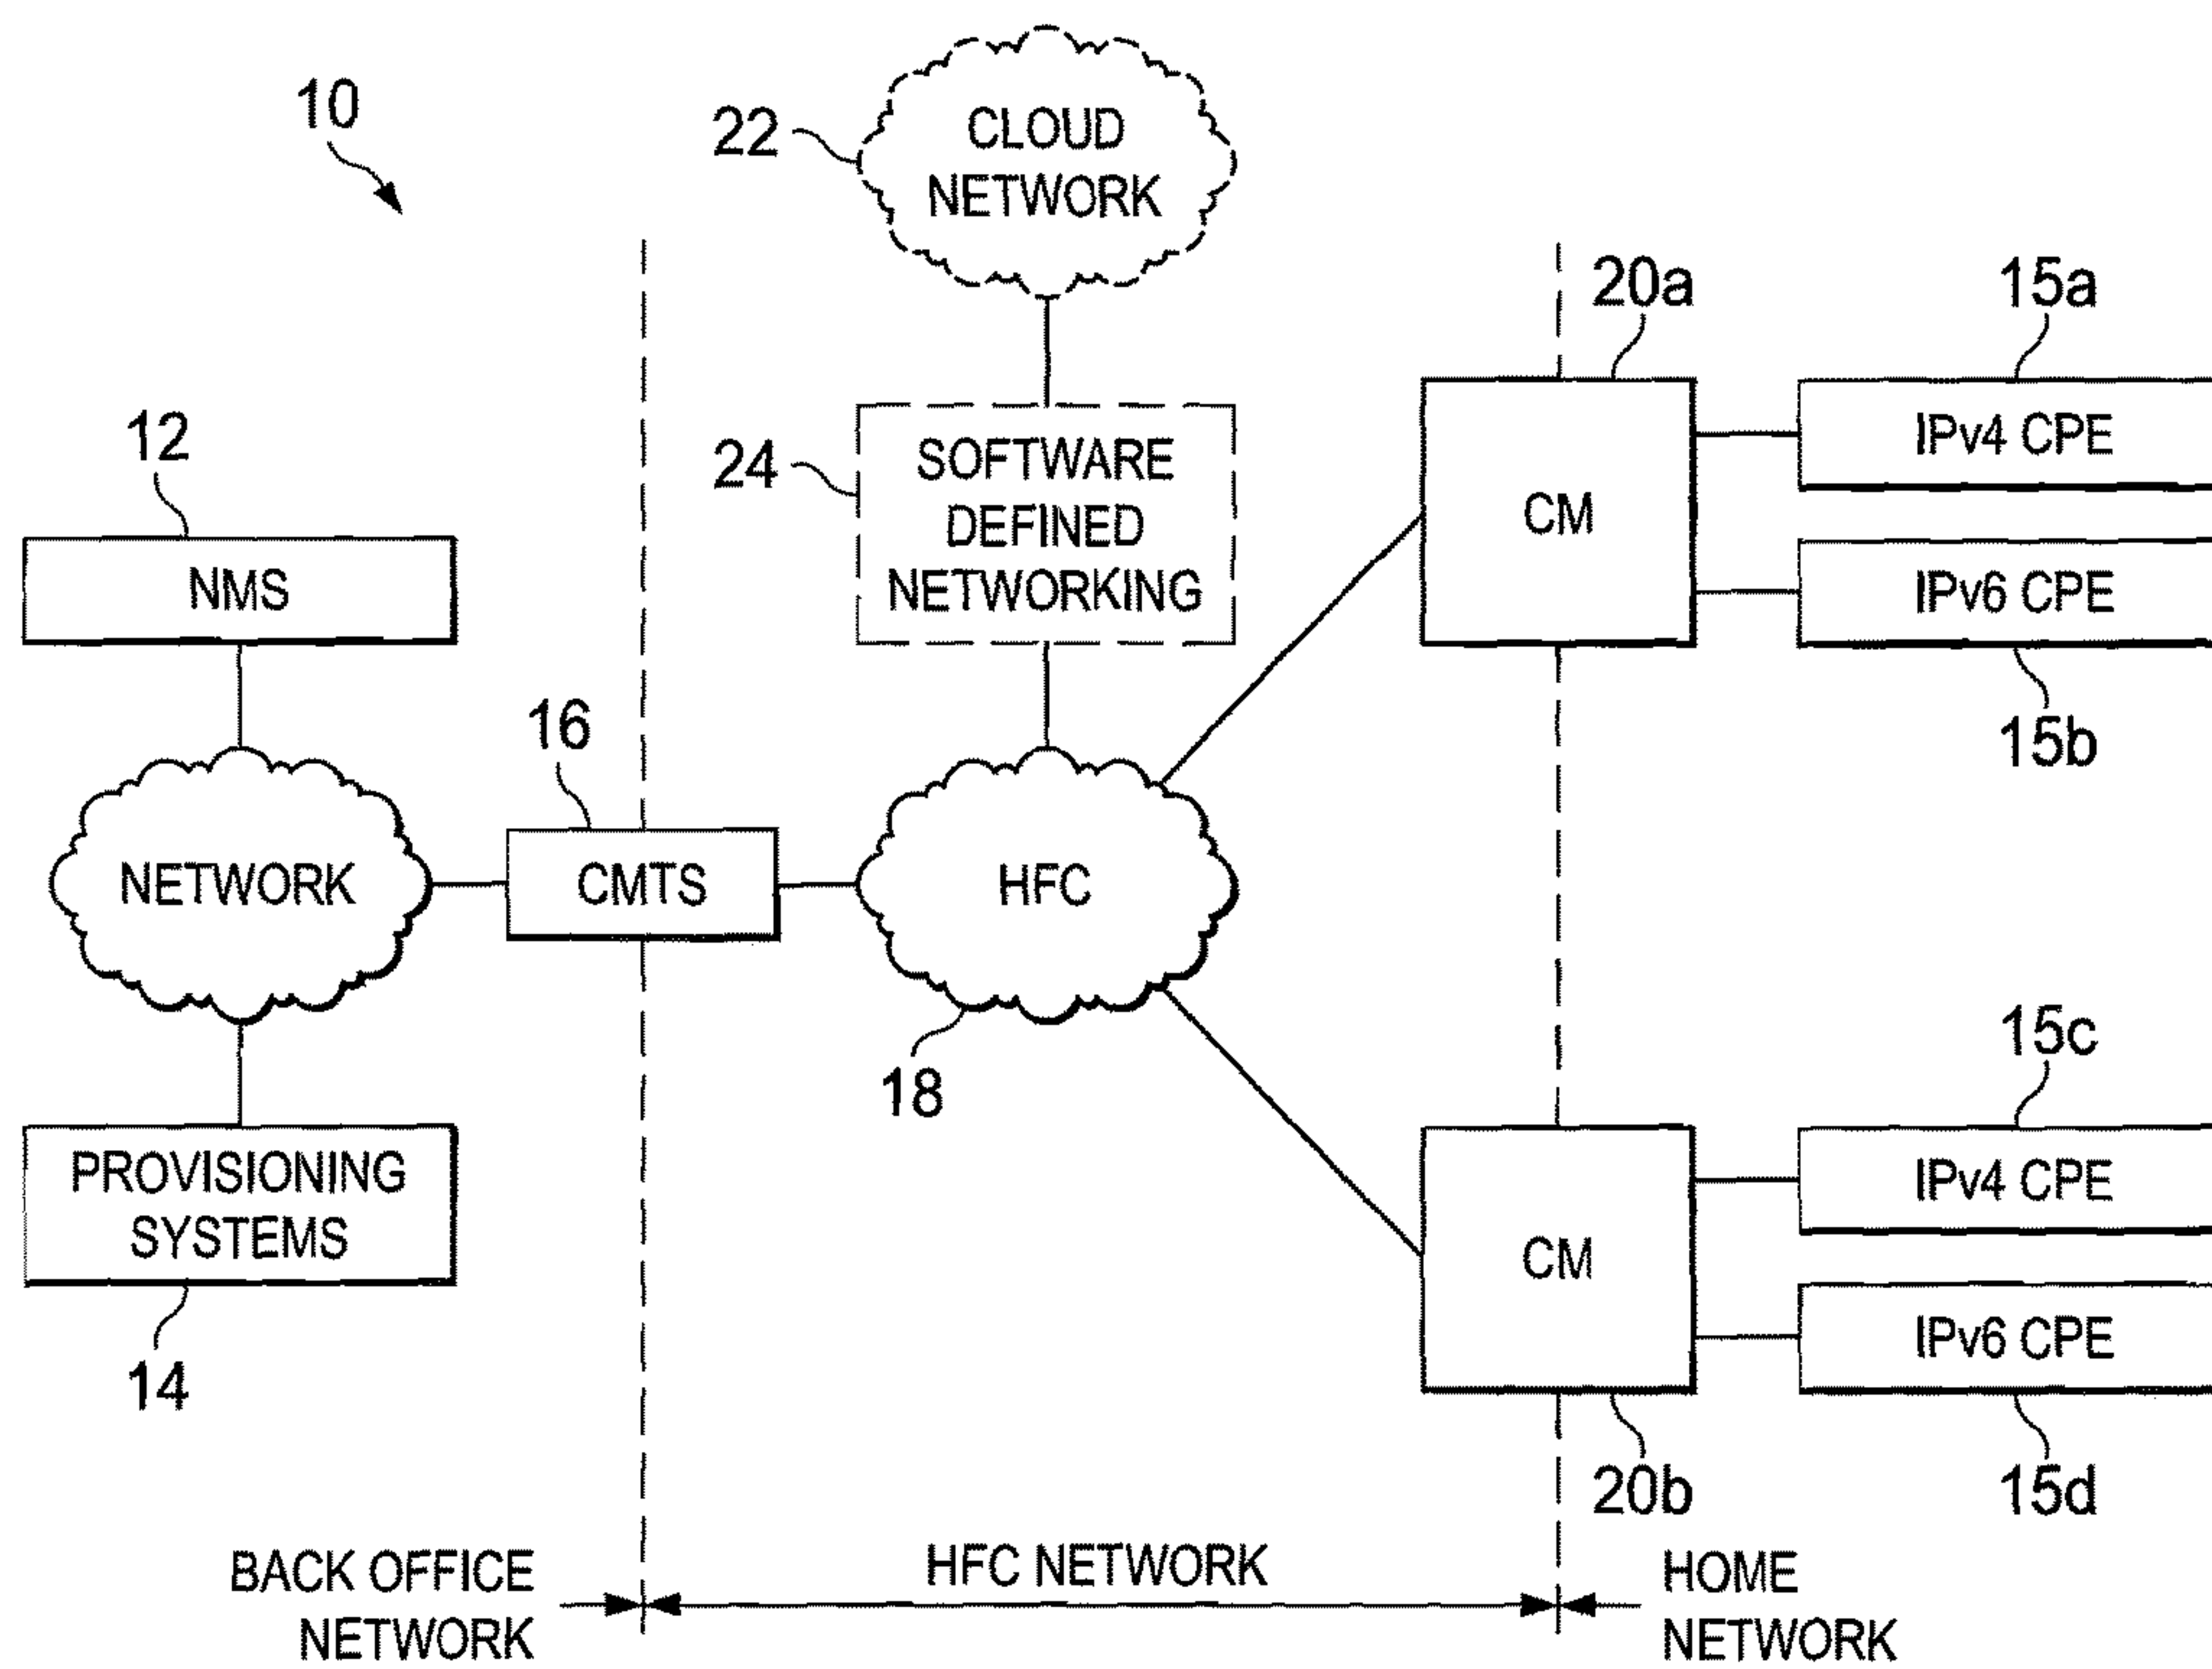 10
22
CLOUD
NETWORK
20a
15a
12
24
SOFTWARE
DEFINED
NETWORKING
CM
IPv4 CPE
NMS
IPv6 CPE
16
15b
NETWORK
CMTS
HFC
18
15c
PROVISIONING
SYSTEMS
CM
IPv4 CPE
IPv6 CPE
14
20b
15d
BACK OFFICE
NETWORK
HFC NETWORK
HOME
NETWORK